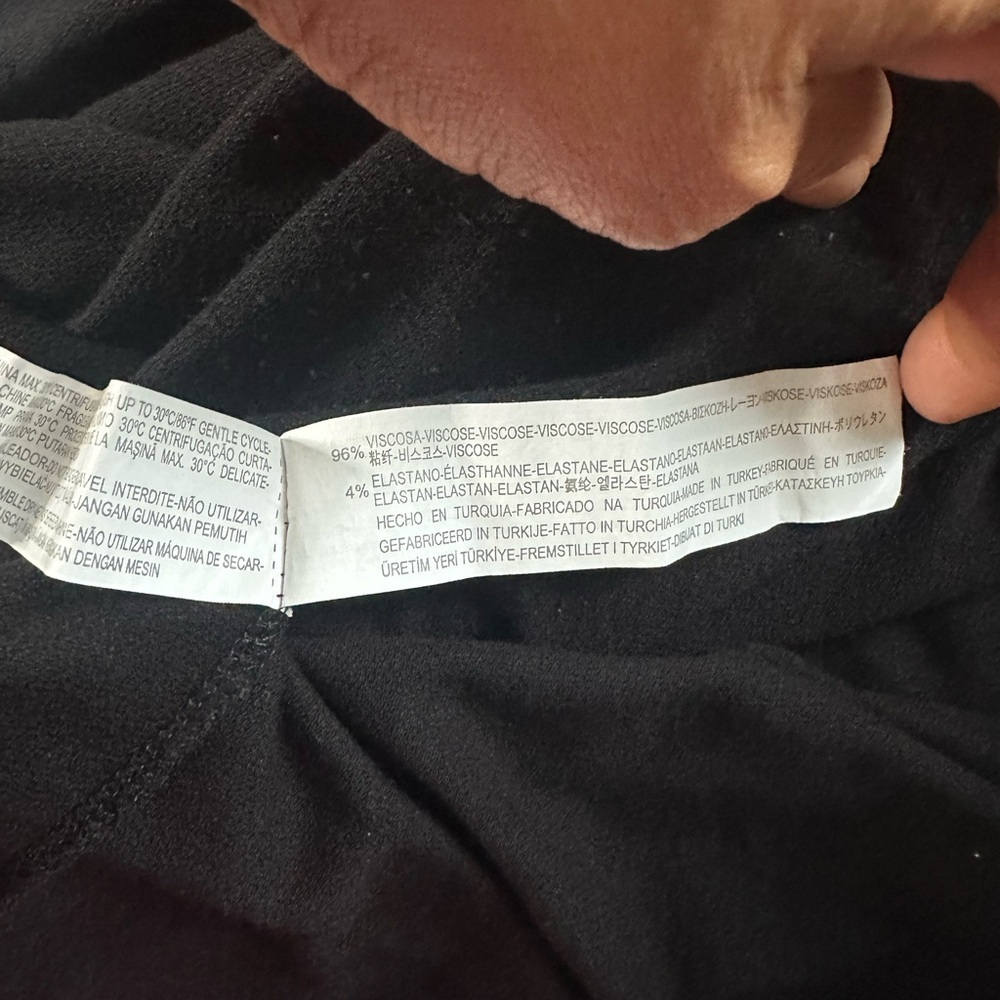 UP TO 30°C/86°F GENTLE CYCLE-
30°C CENTRIFUGAÇÃO CURTA-
LA MAŞINĂ MAX. 30°C DELICATE.
INTERDITE-NÃO UTILIZAR-
JANGAN GUNAKAN PEMUTIH
NÃO UTILIZAR MÁQUINA DE SECAR-
DENGAN MESIN
96% VISCOSA-VISCOSE-VISCOSE-VISCOSE-VISCOSE-VISCOSA-ΒΙΣΚΟΖΗ-レーヨン-VISKOSE-VISKOSE-VISKOZA
粘纤-비스코스-VISCOSE
4% ELASTANO-ÉLASTHANNE-ELASTANE-ELASTANO-ELASTAAN-ELASTANO-ΕΛΑΣΤΙΝΗ-ポリウレタン
ELASTAN-ELASTAN-ELASTAN-氨纶-엘라스탄-ELASTANA
HECHO EN TURQUIA-FABRICADO NA TURQUIA-MADE IN TURKEY-FABRIQUÉ EN TURQUIE-
GEFABRICEERD IN TURKIJE-FATTO IN TURCHIA-HERGESTELLT IN TÜRKEI-ΚΑΤΑΣΚΕΥΗ ΤΟΥΡΚΙΑ-
ÜRETİM YERİ TÜRKİYE-FREMSTILLET I TYRKIET-DIBUAT DI TURKI